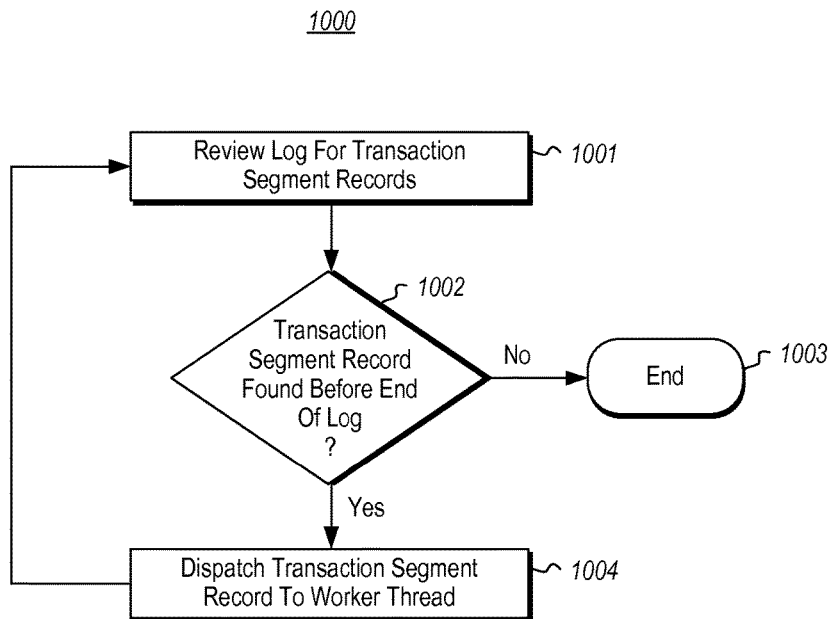 1000
Review Log For Transaction
Segment Records
1001
1002
Transaction
Segment Record
Found Before End
Of Log
?
No
End
1003
Yes
Dispatch Transaction Segment
Record To Worker Thread
1004